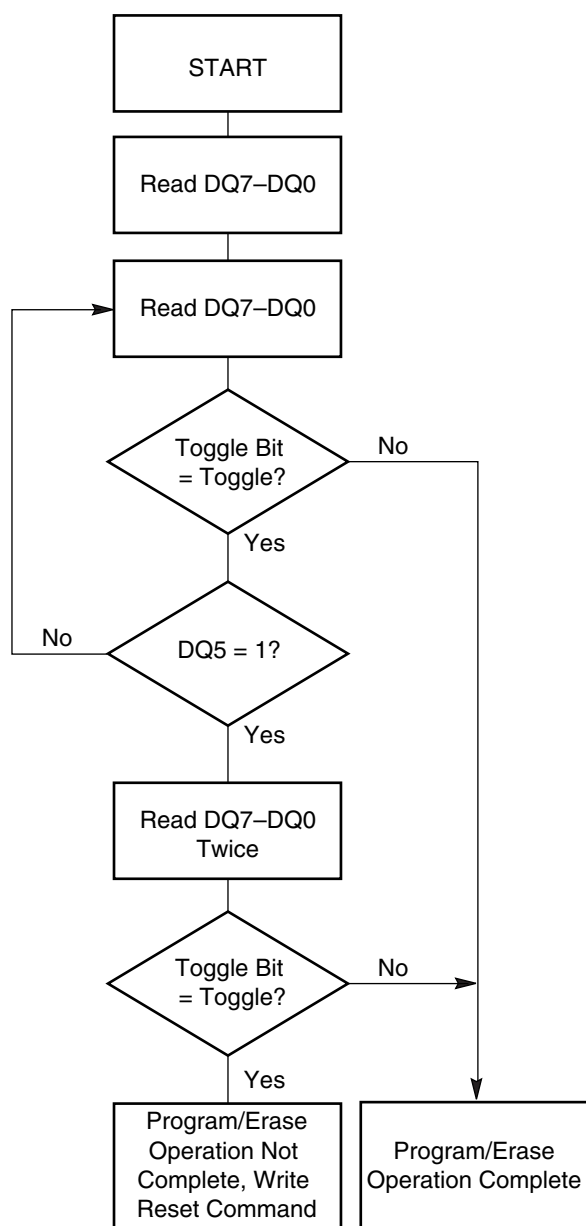 START
Read DQ7–DQ0
Read DQ7–DQ0
Toggle Bit
= Toggle?
No
Yes
No
DQ5 = 1?
Yes
Read DQ7–DQ0
Twice
Toggle Bit
= Toggle?
No
Yes
Program/Erase
Operation Not
Complete, Write
Reset Command
Program/Erase
Operation Complete